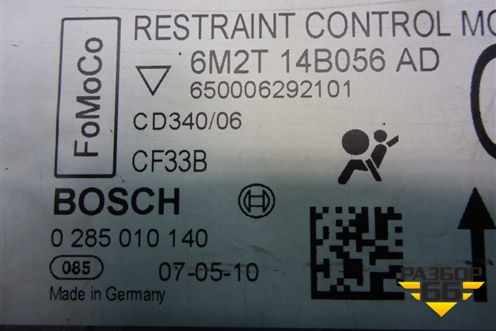 RESTRAINT CONTROL MO
FoMoCo
6M2T 14B056 AD
650006292101
CD340/06
CF33B
BOSCH
0 285 010 140
085
07-05-10
Made in Germany
РАЗБОР
66